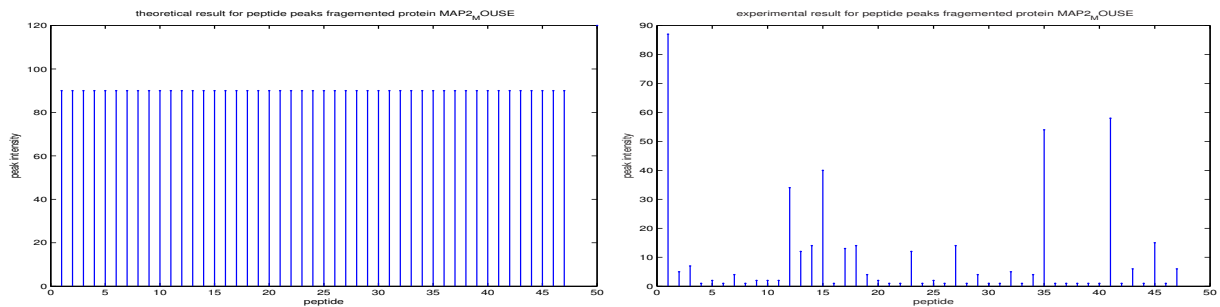 theoretical result for peptide peaks fragemented protein MAP2_MOUSE
120
100
80
60
40
20
0
peak intensity
0 5 10 15 20 25 30 35 40 45 50
peptide
experimental result for peptide peaks fragemented protein MAP2_MOUSE
90
80
70
60
50
40
30
20
10
0
peak intensity
0 5 10 15 20 25 30 35 40 45 50
peptide